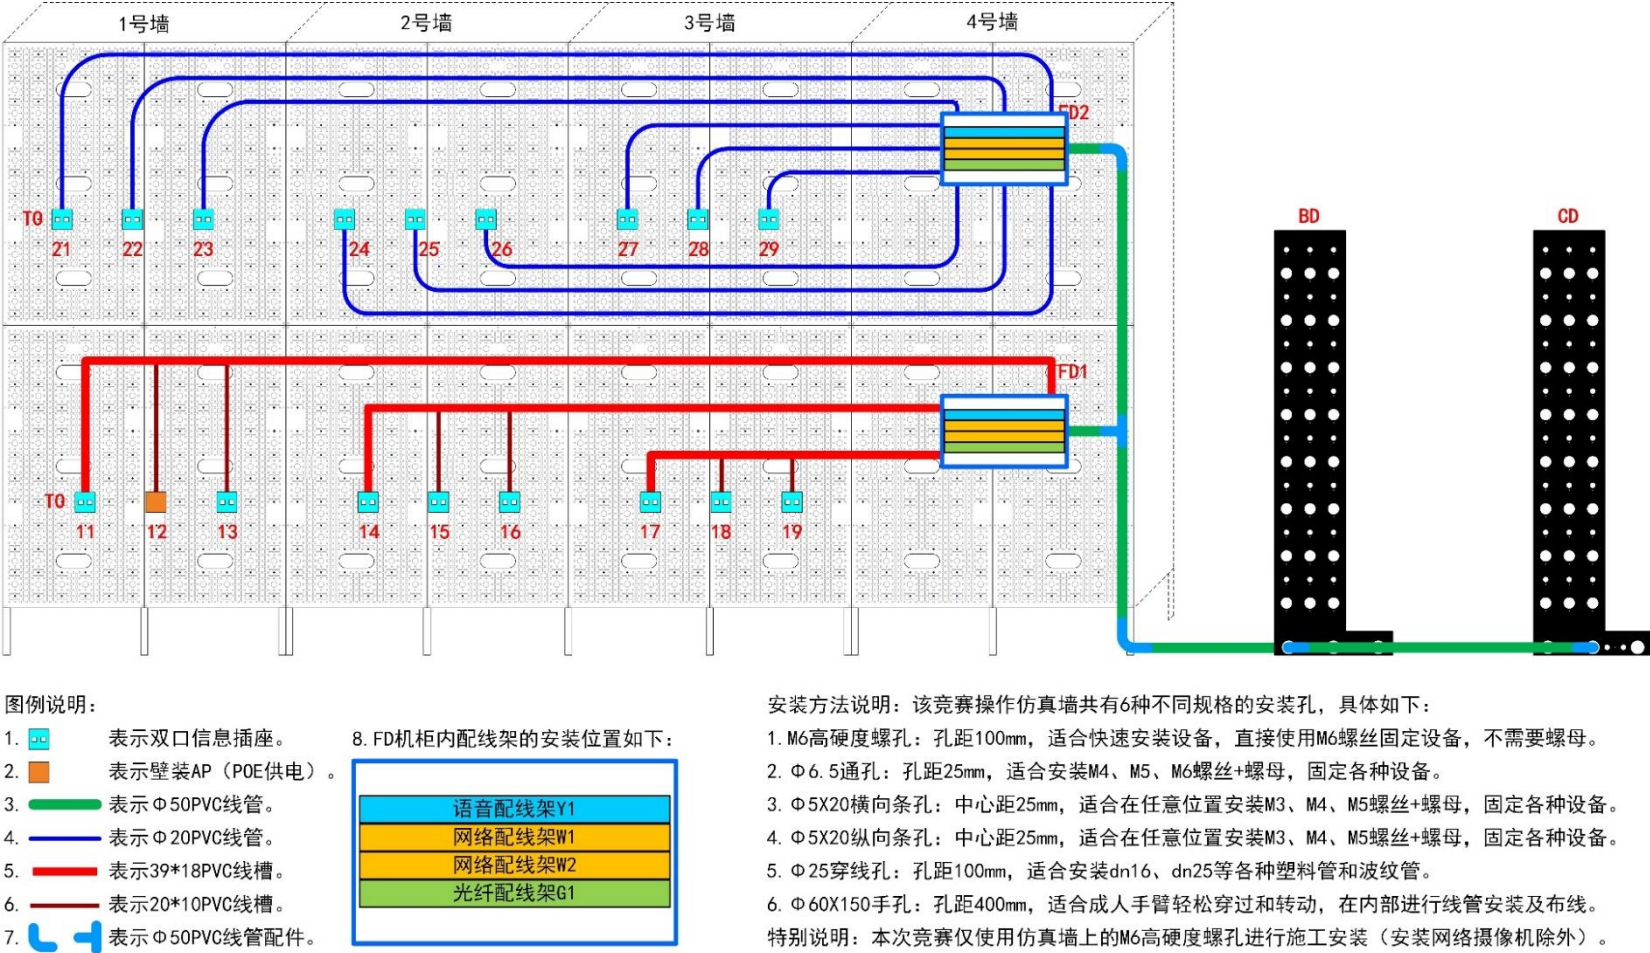 1号墙 2号墙 3号墙 4号墙
FD2
BD CD
TO
21 22 23 24 25 26 27 28 29
FD1
TO
11 12 13 14 15 16 17 18 19
图例说明：
1. 表示双口信息插座。
2. 表示壁装AP（POE供电）。
3. 表示Φ50PVC线管。
4. 表示Φ20PVC线管。
5. 表示39*18PVC线槽。
6. 表示20*10PVC线槽。
7. 表示Φ50PVC线管配件。
8. FD机柜内配线架的安装位置如下：
语音配线架Y1
网络配线架W1
网络配线架W2
光纤配线架G1
安装方法说明：该竞赛操作仿真墙共有6种不同规格的安装孔，具体如下：
1. M6高硬度螺孔：孔距100mm，适合快速安装设备，直接使用M6螺丝固定设备，不需要螺母。
2. Φ6.5通孔：孔距25mm，适合安装M4、M5、M6螺丝+螺母，固定各种设备。
3. Φ5X20横向条孔：中心距25mm，适合在任意位置安装M3、M4、M5螺丝+螺母，固定各种设备。
4. Φ5X20纵向条孔：中心距25mm，适合在任意位置安装M3、M4、M5螺丝+螺母，固定各种设备。
5. Φ25穿线孔：孔距100mm，适合安装dn16、dn25等各种塑料管和波纹管。
6. Φ60X150手孔：孔距400mm，适合成人手臂轻松穿过和转动，在内部进行线管安装及布线。
特别说明：本次竞赛仅使用仿真墙上的M6高硬度螺孔进行施工安装（安装网络摄像机除外）。